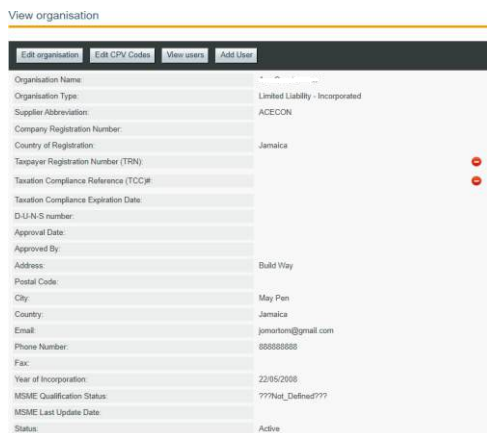 View organisation
Edit organisation Edit CPV Codes View users Add User
Organisation Name:
Organisation Type: Limited Liability - Incorporated
Supplier Abbreviation: ACECON
Company Registration Number:
Country of Registration: Jamaica
Taxpayer Registration Number (TRN):
Taxation Compliance Reference (TCC)#:
Taxation Compliance Expiration Date:
D-U-N-S number:
Approval Date:
Approved By:
Address: Build Way
Postal Code:
City: May Pen
Country: Jamaica
Email: jomortom@gmail.com
Phone Number: 888888888
Fax:
Year of Incorporation: 22/05/2008
MSME Qualification Status: ???Not_Defined???
MSME Last Update Date:
Status: Active